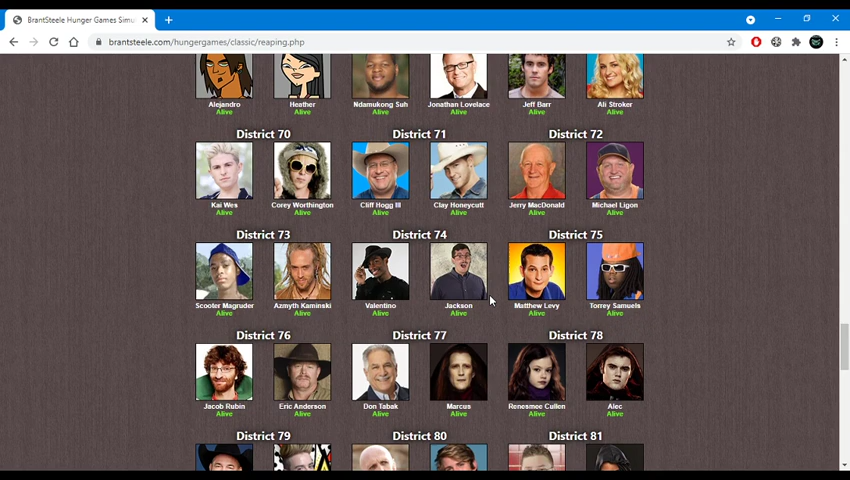 BrantSteele Hunger Games Simu
brantsteele.com/hungergames/classic/reaping.php
Alejandro Heather Ndamukong Suh Jonathan Lovelace Jeff Barr Ali Stroker
Alive Alive Alive Alive Alive Alive
District 70 District 71 District 72
Kai Wes Corey Worthington Cliff Hogg III Clay Honeycutt Jerry MacDonald Michael Ligon
Alive Alive Alive Alive Alive Alive
District 73 District 74 District 75
Scooter Magruder Azmyth Kaminski Valentino Jackson Matthew Levy Torrey Samuels
Alive Alive Alive Alive Alive Alive
District 76 District 77 District 78
Jacob Rubin Eric Anderson Don Tabak Marcus Renesmee Cullen Alec
Alive Alive Alive Alive Alive Alive
District 79 District 80 District 81